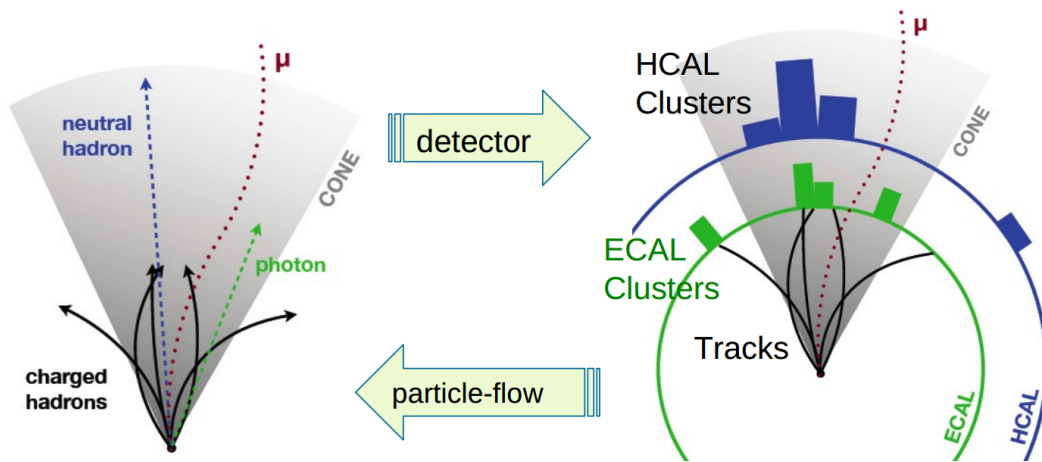 μ
neutral
hadron
CONE
photon
charged
hadrons
detector
particle-flow
μ
HCAL
Clusters
CONE
ECAL
Clusters
Tracks
ECAL
HCAL